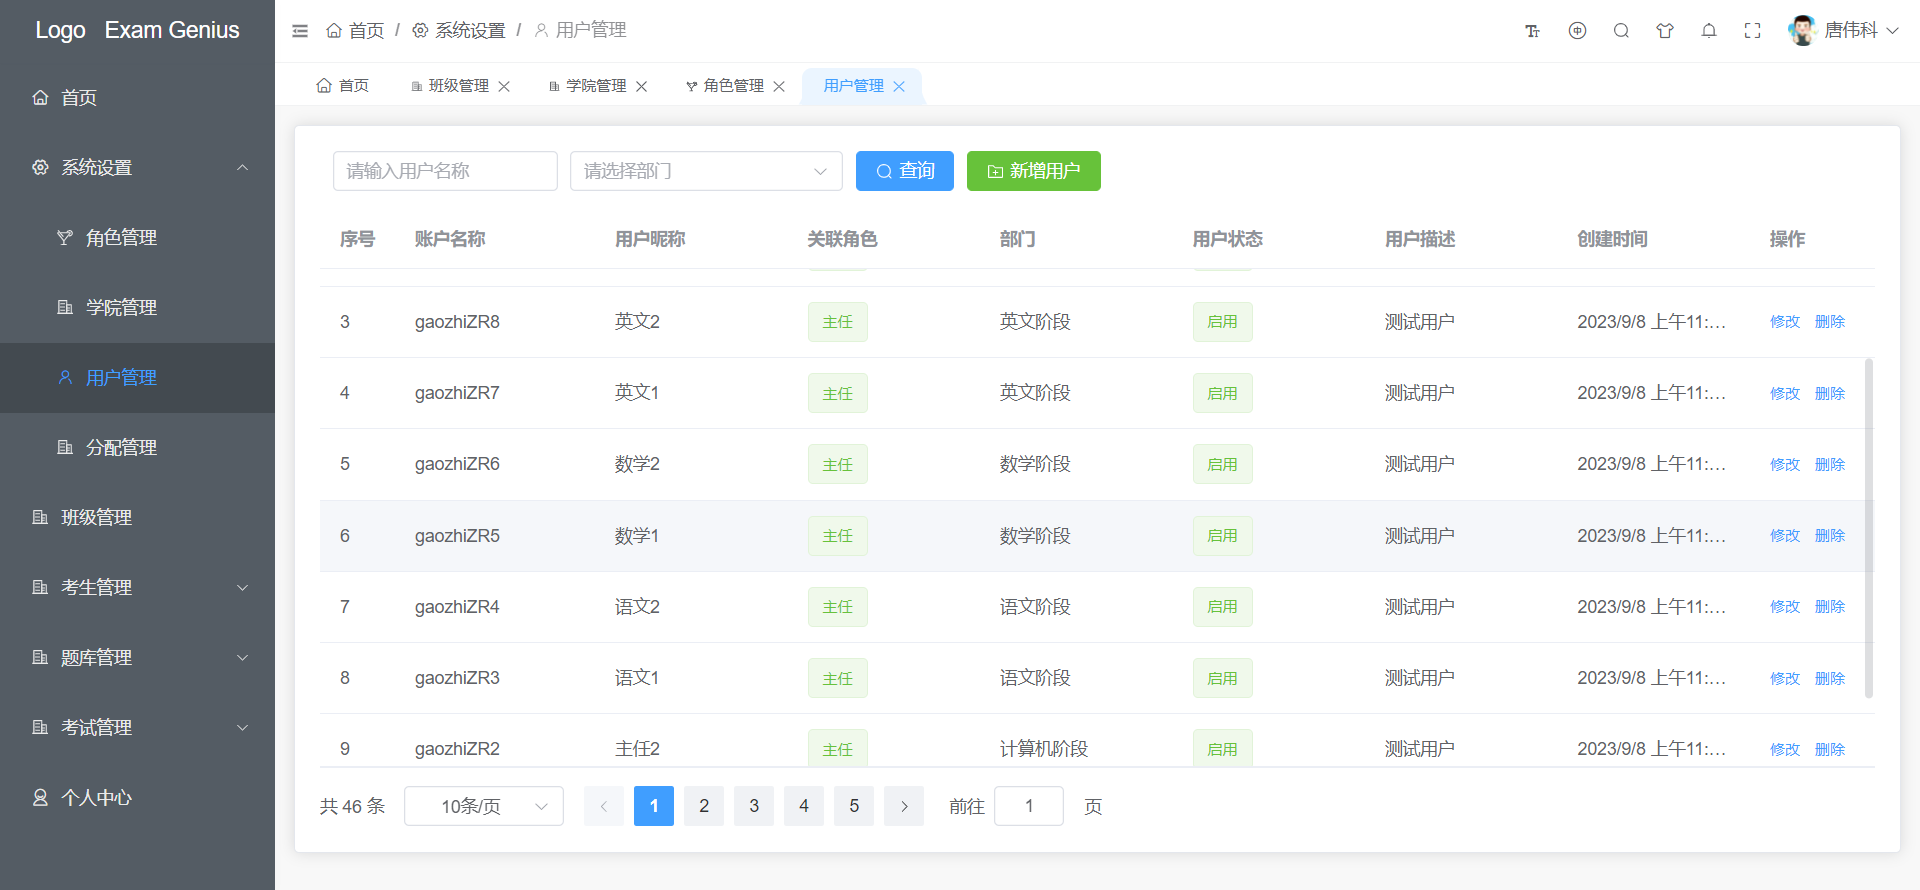 Logo Exam Genius
首页
系统设置
角色管理
学院管理
用户管理
分配管理
班级管理
考生管理
题库管理
考试管理
个人中心
首页 / 系统设置 / 用户管理
唐伟科
首页 班级管理 学院管理 角色管理 用户管理
请输入用户名称 请选择部门 查询 新增用户
序号 账户名称 用户昵称 关联角色 部门 用户状态 用户描述 创建时间 操作
3 gaozhiZR8 英文2 主任 英文阶段 启用 测试用户 2023/9/8 上午11:... 修改 删除
4 gaozhiZR7 英文1 主任 英文阶段 启用 测试用户 2023/9/8 上午11:... 修改 删除
5 gaozhiZR6 数学2 主任 数学阶段 启用 测试用户 2023/9/8 上午11:... 修改 删除
6 gaozhiZR5 数学1 主任 数学阶段 启用 测试用户 2023/9/8 上午11:... 修改 删除
7 gaozhiZR4 语文2 主任 语文阶段 启用 测试用户 2023/9/8 上午11:... 修改 删除
8 gaozhiZR3 语文1 主任 语文阶段 启用 测试用户 2023/9/8 上午11:... 修改 删除
9 gaozhiZR2 主任2 主任 计算机阶段 启用 测试用户 2023/9/8 上午11:... 修改 删除
共 46 条 10条/页 1 2 3 4 5 前往 1 页